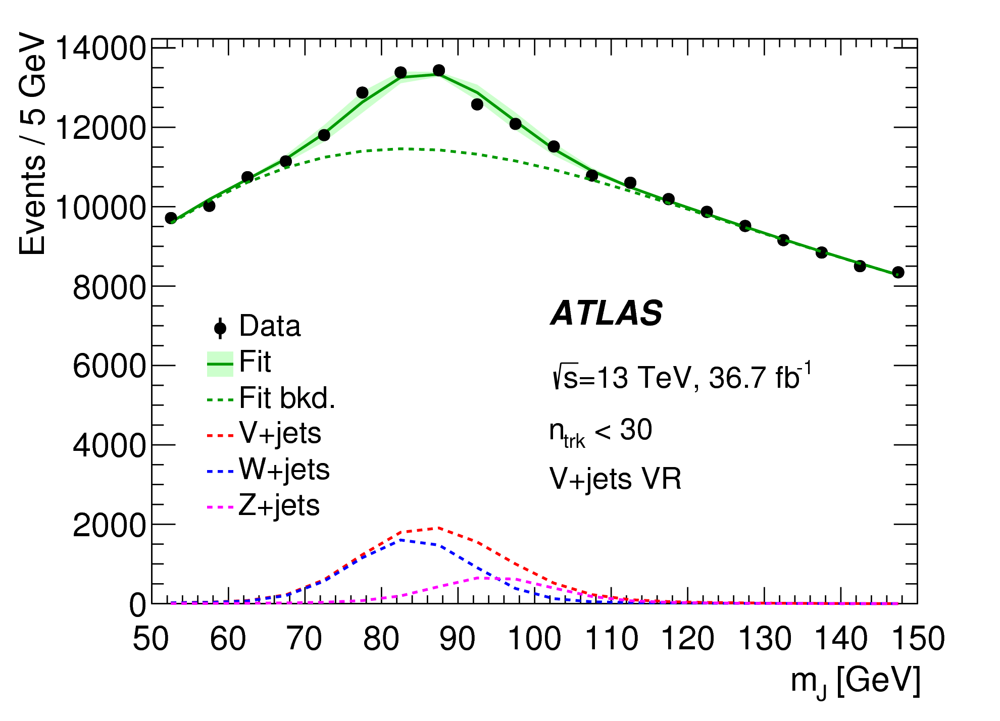 Events / 5 GeV
14000
12000
10000
8000
6000
4000
2000
0
Data
Fit
Fit bkd.
V+jets
W+jets
Z+jets
ATLAS
√s=13 TeV, 36.7 fb⁻¹
n_trk < 30
V+jets VR
50 60 70 80 90 100 110 120 130 140 150
m_J [GeV]